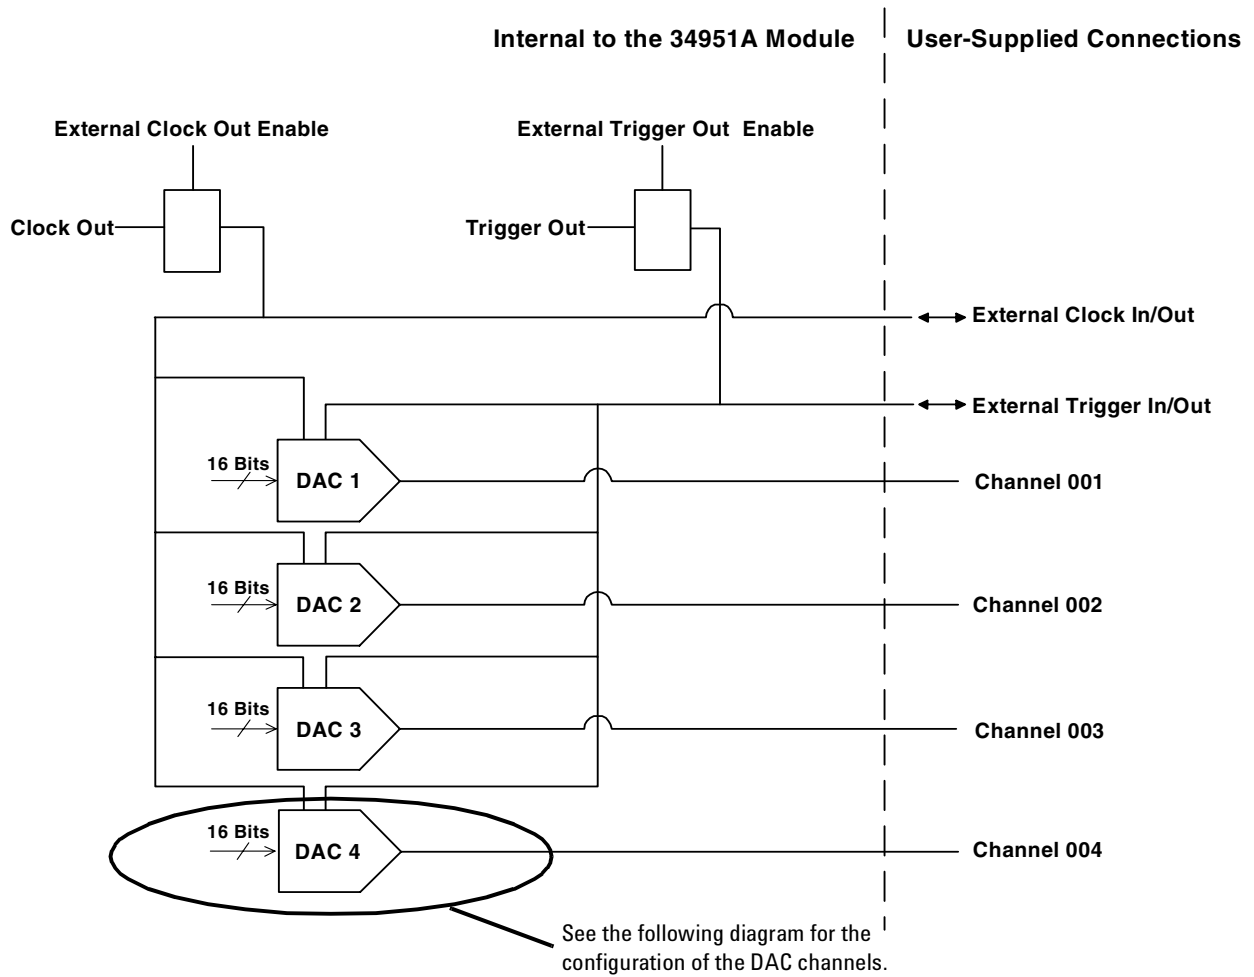 Internal to the 34951A Module
User-Supplied Connections
External Clock Out Enable
External Trigger Out Enable
Clock Out
Trigger Out
External Clock In/Out
External Trigger In/Out
16 Bits
DAC 1
Channel 001
16 Bits
DAC 2
Channel 002
16 Bits
DAC 3
Channel 003
16 Bits
DAC 4
Channel 004
See the following diagram for the
configuration of the DAC channels.